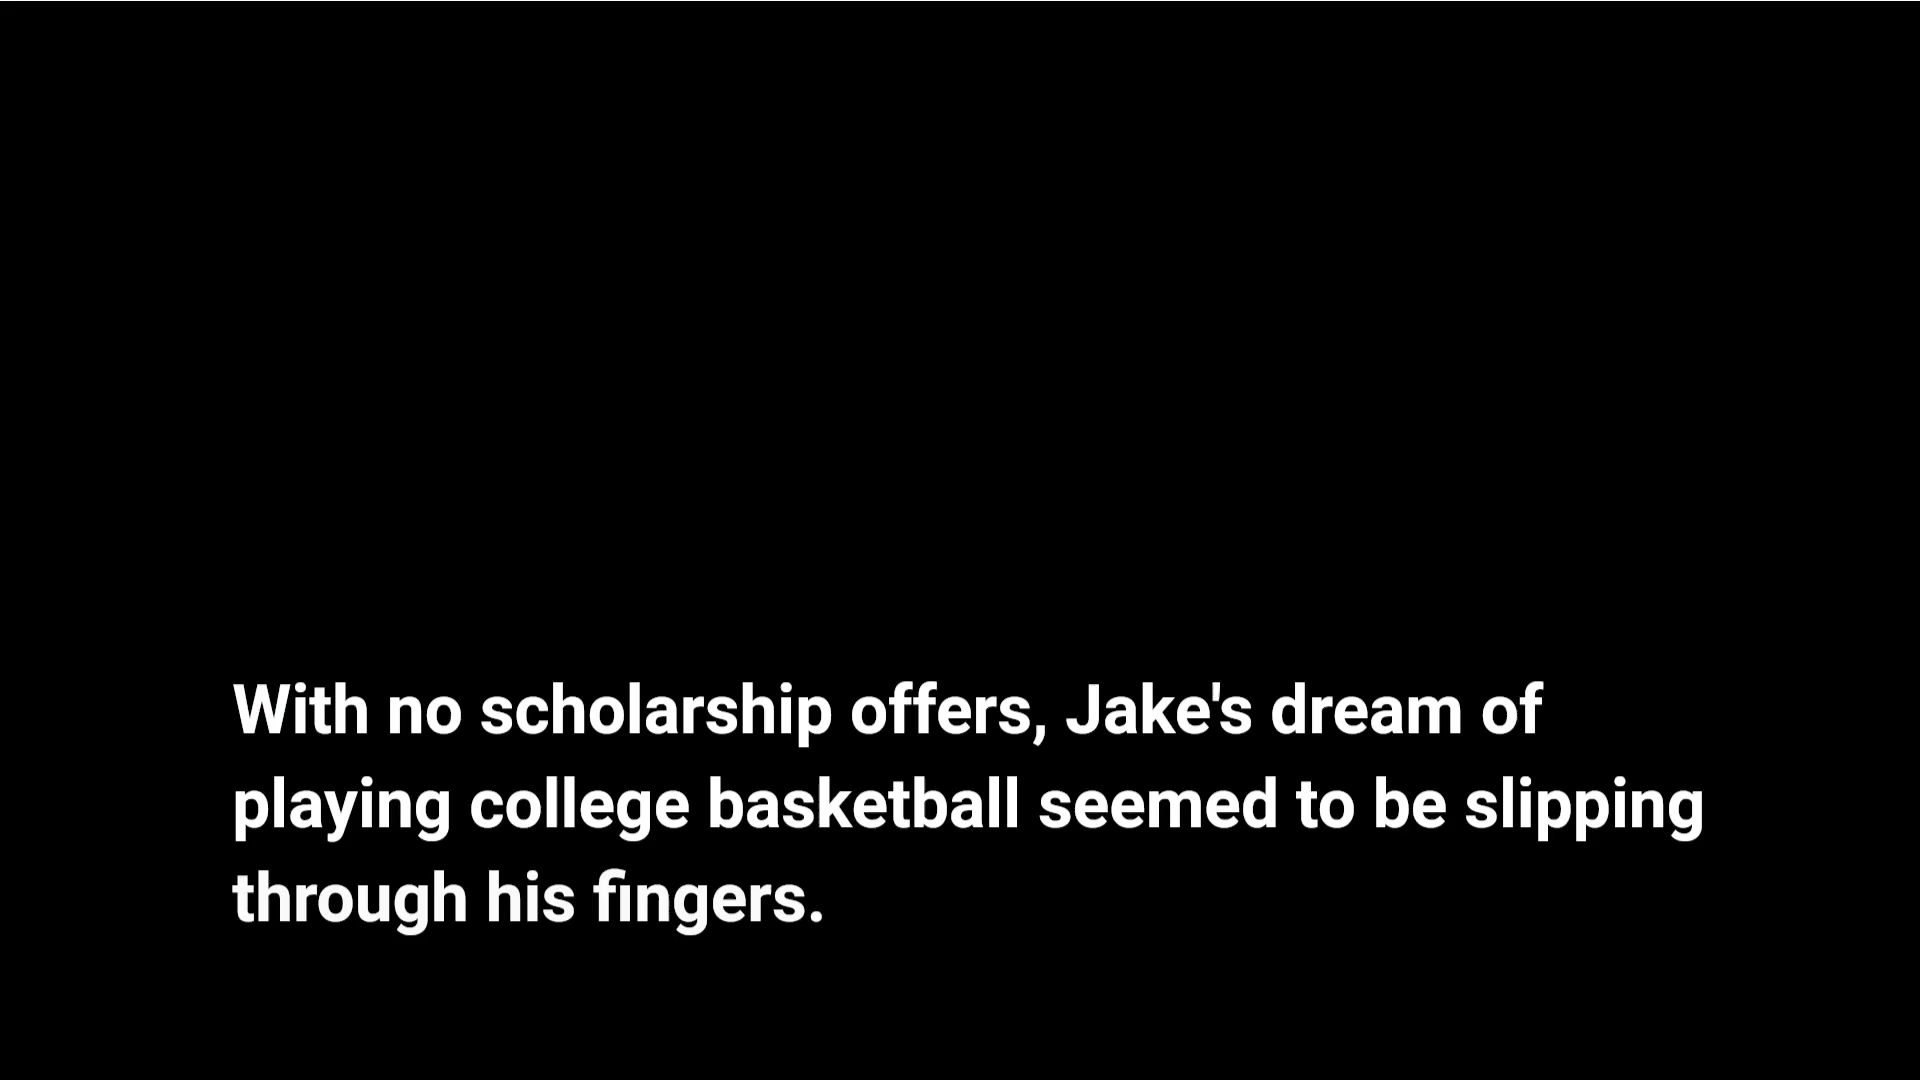 With no scholarship offers, Jake's dream of
playing college basketball seemed to be slipping
through his fingers.